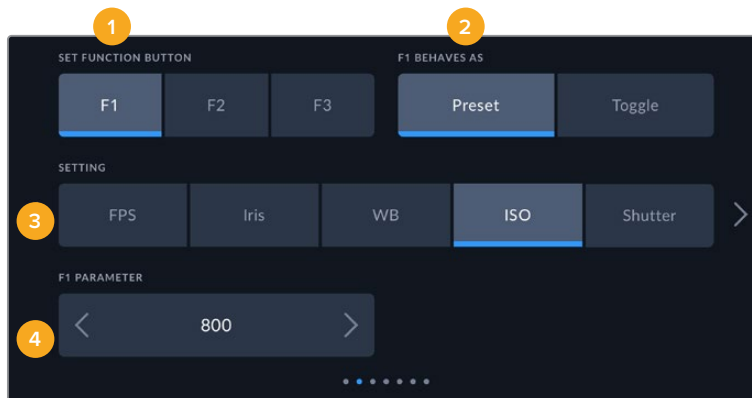 1 2
SET FUNCTION BUTTON F1 BEHAVES AS
F1 F2 F3 Preset Toggle
SETTING
3 FPS Iris WB ISO Shutter
F1 PARAMETER
4 800